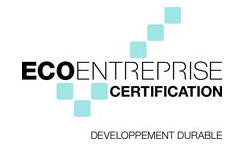 ECOENTREPRISE
CERTIFICATION
DEVELOPPEMENT DURABLE